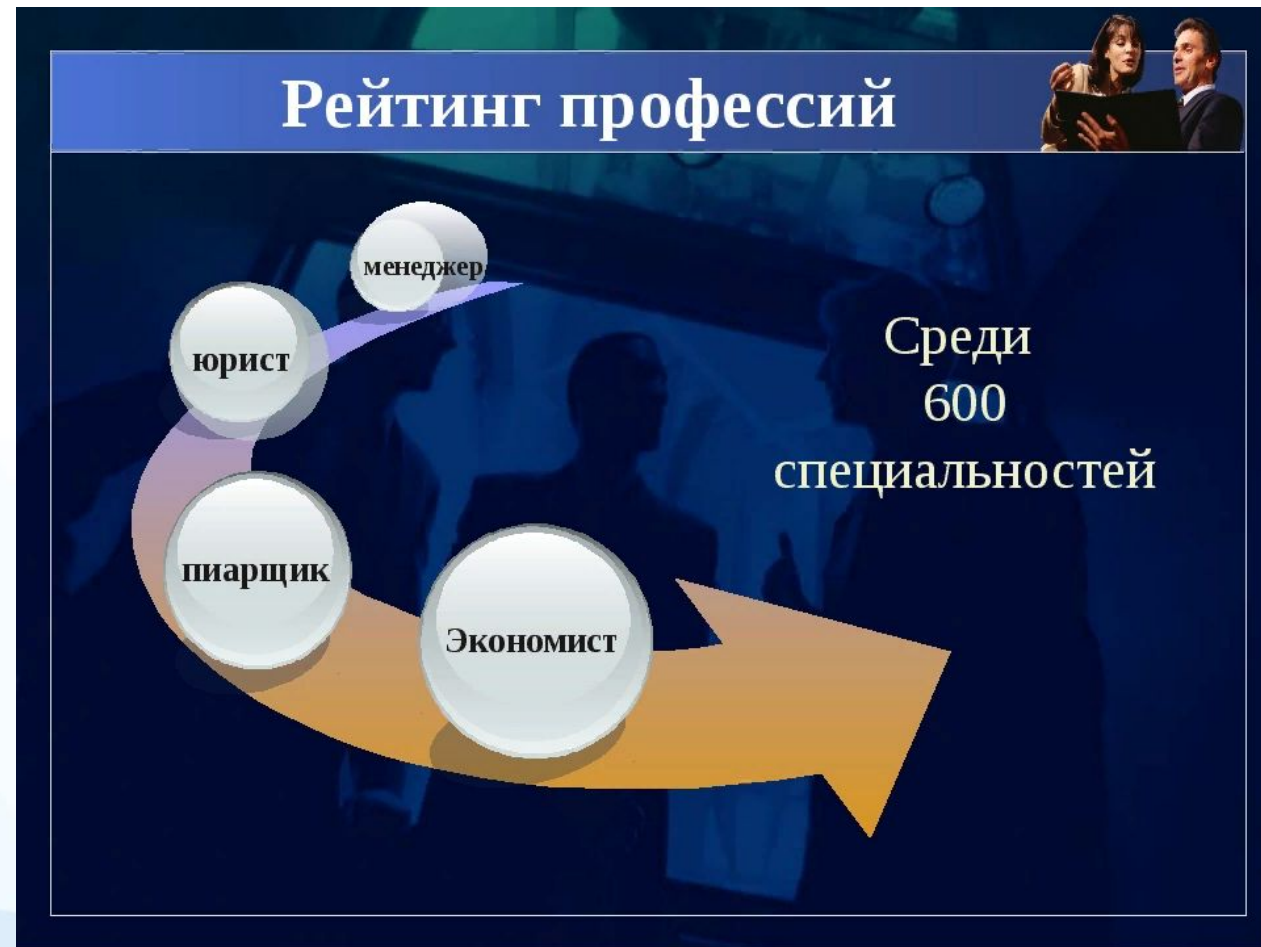 Рейтинг профессий
менеджер
юрист
пиарщик
Экономист
Среди
600
специальностей